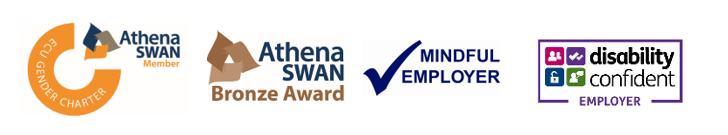 ECU GENDER CHARTER
Athena
SWAN
Member
Athena
SWAN
Bronze Award
MINDFUL
EMPLOYER
disability
confident
EMPLOYER